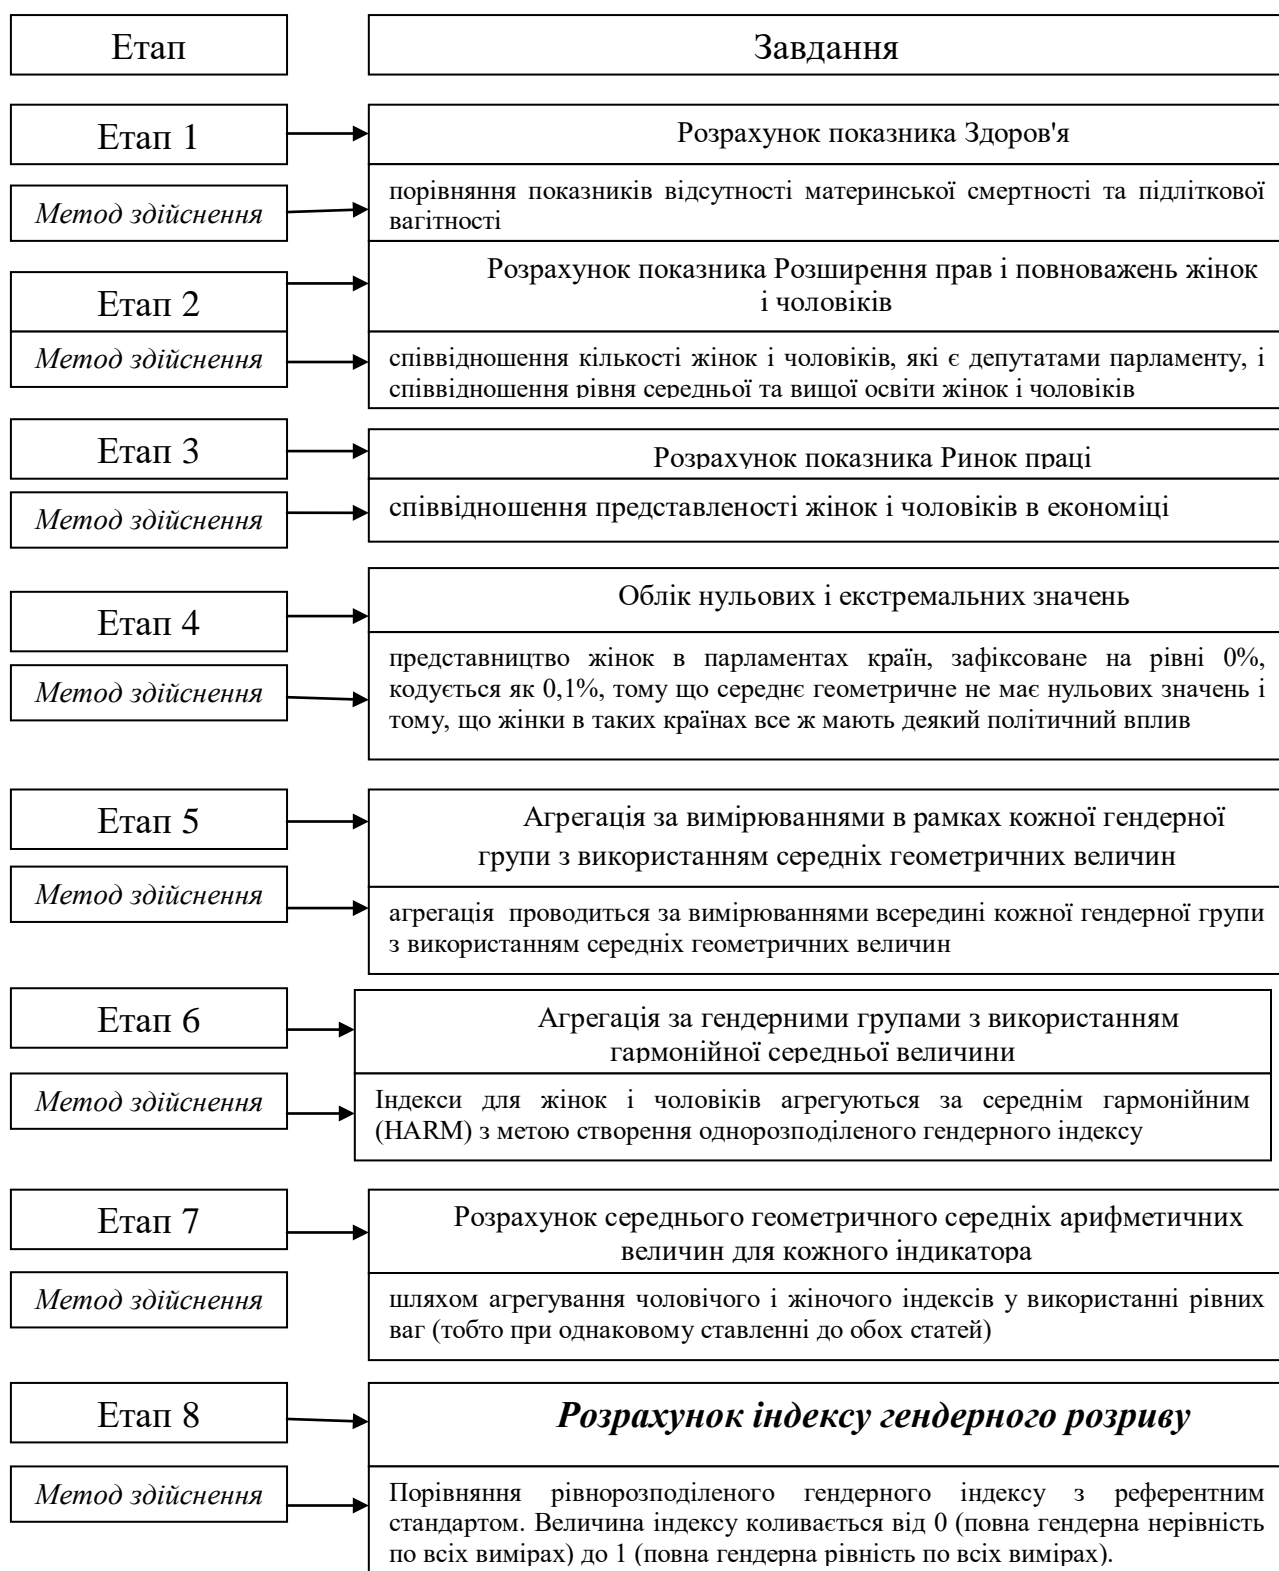 Етап
Завдання
Етап 1
Розрахунок показника Здоров'я
Метод здійснення
порівняння показників відсутності материнської смертності та підліткової
вагітності
Етап 2
Розрахунок показника Розширення прав і повноважень жінок
і чоловіків
Метод здійснення
співвідношення кількості жінок і чоловіків, які є депутатами парламенту, і
співвідношення рівня середньої та вищої освіти жінок і чоловіків
Етап 3
Розрахунок показника Ринок праці
Метод здійснення
співвідношення представленості жінок і чоловіків в економіці
Етап 4
Облік нульових і екстремальних значень
Метод здійснення
представництво жінок в парламентах країн, зафіксоване на рівні 0%,
кодується як 0,1%, тому що середнє геометричне не має нульових значень і
тому, що жінки в таких країнах все ж мають деякий політичний вплив
Етап 5
Агрегація за вимірюваннями в рамках кожної гендерної
групи з використанням середніх геометричних величин
Метод здійснення
агрегація проводиться за вимірюваннями всередині кожної гендерної групи
з використанням середніх геометричних величин
Етап 6
Агрегація за гендерними групами з використанням
гармонійної середньої величини
Метод здійснення
Індекси для жінок і чоловіків агрегуються за середнім гармонійним
(HARM) з метою створення однорозподіленого гендерного індексу
Етап 7
Розрахунок середнього геометричного середніх арифметичних
величин для кожного індикатора
Метод здійснення
шляхом агрегування чоловічого і жіночого індексів у використанні рівних
ваг (тобто при однаковому ставленні до обох статей)
Етап 8
Розрахунок індексу гендерного розриву
Метод здійснення
Порівняння рівнорозподіленого гендерного індексу з референтним
стандартом. Величина індексу коливається від 0 (повна гендерна нерівність
по всіх вимірах) до 1 (повна гендерна рівність по всіх вимірах).